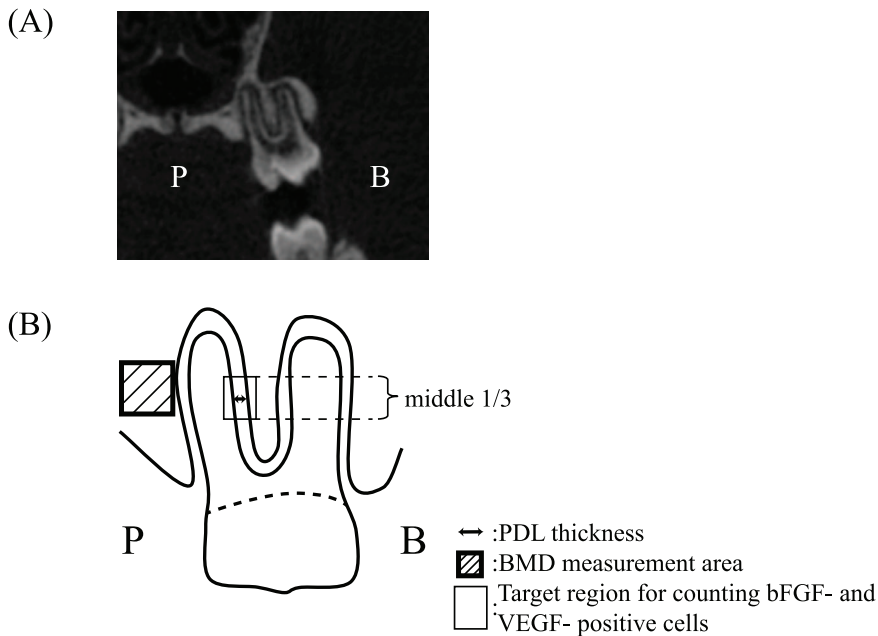 (A)
P
B
(B)
middle 1/3
P
B
:PDL thickness
:BMD measurement area
:Target region for counting bFGF- and
VEGF- positive cells